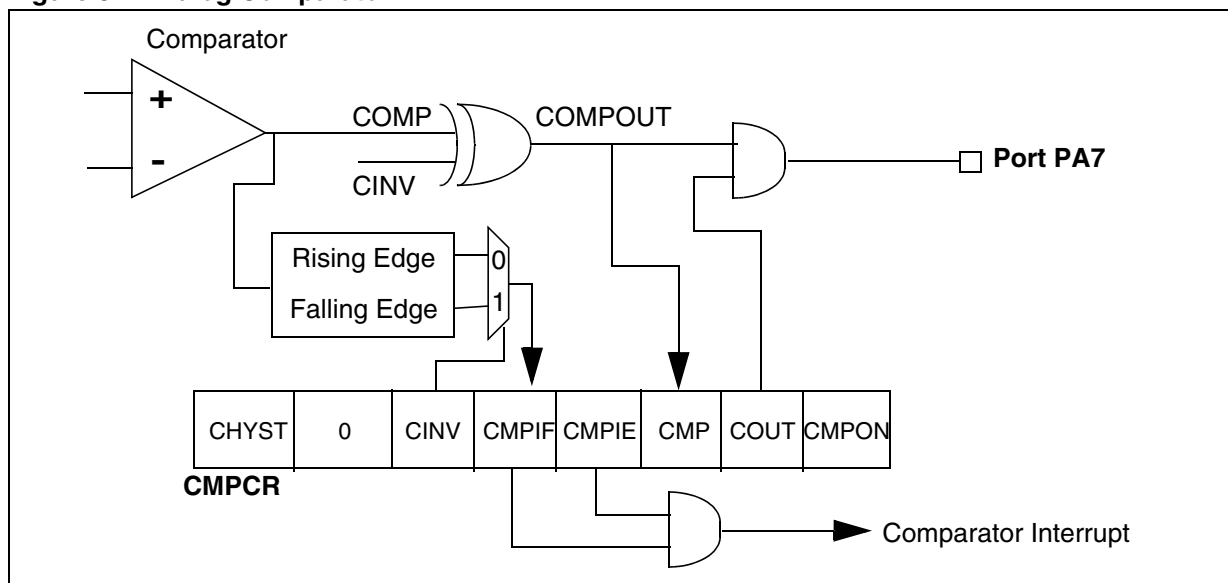 Comparator
+
-
COMP
CINV
COMPOUT
Port PA7
Rising Edge
Falling Edge
0
1
CHYST 0 CINV CMPIF CMPIE CMP COUT CMPON
CMPCR
Comparator Interrupt